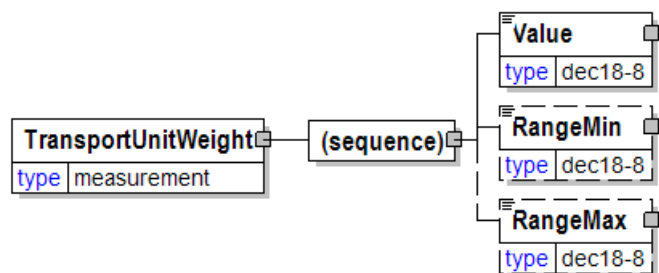 Value
type dec18-8
TransportUnitWeight
type measurement
(sequence)
RangeMin
type dec18-8
RangeMax
type dec18-8